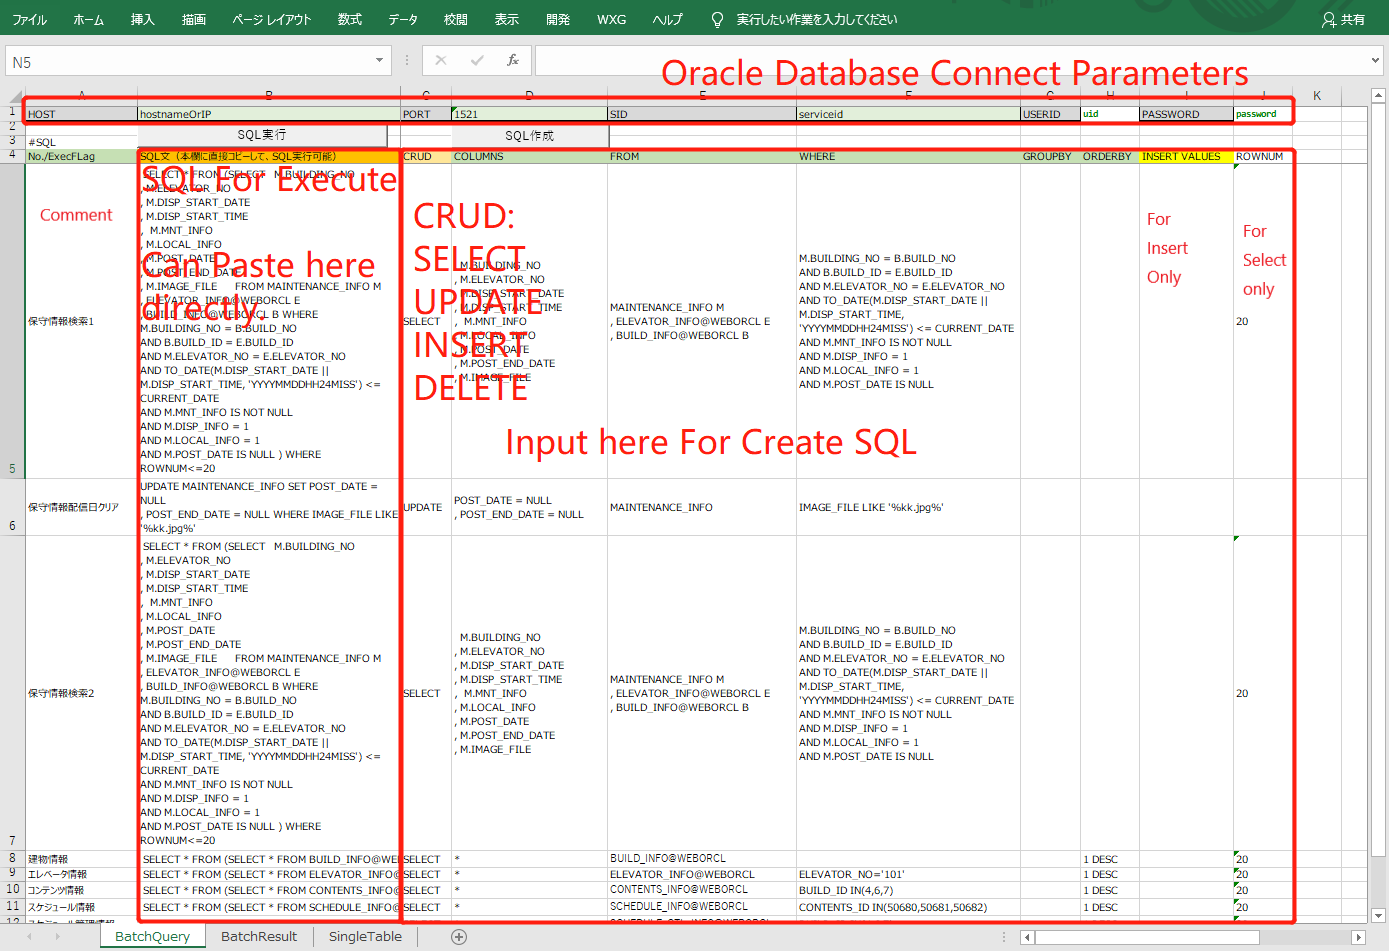 ファイル ホーム 挿入 描画 ページ レイアウト 数式 データ 校閲 表示 開発 WXG ヘルプ 実行したい作業を入力してください 共有
N5 fx
Oracle Database Connect Parameters
A B C D E F G H I J K
1 HOST hostnameOrIP PORT 1521 SID serviceid USERID uid PASSWORD password
2 SQL実行 SQL作成
3 #SQL
4 No./ExecFLag SQL文（本欄に直接コピーして、SQL実行可能） CRUD COLUMNS FROM WHERE GROUPBY ORDERBY INSERT VALUES ROWNUM
Comment
保守情報検索1
5
SQL For Execute
Can Paste here
directly.
SELECT * FROM (SELECT M.BUILDING_NO
, M.ELEVATOR_NO
, M.DISP_START_DATE
, M.DISP_START_TIME
, M.MNT_INFO
, M.LOCAL_INFO
, M.POST_DATE
, M.POST_END_DATE
, M.IMAGE_FILE FROM MAINTENANCE_INFO M
, ELEVATOR_INFO@WEBORCL E
, BUILD_INFO@WEBORCL B WHERE
M.BUILDING_NO = B.BUILD_NO
AND B.BUILD_ID = E.BUILD_ID
AND M.ELEVATOR_NO = E.ELEVATOR_NO
AND TO_DATE(M.DISP_START_DATE ||
M.DISP_START_TIME, 'YYYYMMDDHH24MISS') <=
CURRENT_DATE
AND M.MNT_INFO IS NOT NULL
AND M.DISP_INFO = 1
AND M.LOCAL_INFO = 1
AND M.POST_DATE IS NULL ) WHERE
ROWNUM<=20
CRUD:
SELECT
UPDATE
INSERT
DELETE
SELECT
M.BUILDING_NO
, M.ELEVATOR_NO
, M.DISP_START_DATE
, M.DISP_START_TIME
, M.MNT_INFO
, M.LOCAL_INFO
, M.POST_DATE
, M.POST_END_DATE
, M.IMAGE_FILE
MAINTENANCE_INFO M
, ELEVATOR_INFO@WEBORCL E
, BUILD_INFO@WEBORCL B
M.BUILDING_NO = B.BUILD_NO
AND B.BUILD_ID = E.BUILD_ID
AND M.ELEVATOR_NO = E.ELEVATOR_NO
AND TO_DATE(M.DISP_START_DATE ||
M.DISP_START_TIME,
'YYYYMMDDHH24MISS') <= CURRENT_DATE
AND M.MNT_INFO IS NOT NULL
AND M.DISP_INFO = 1
AND M.LOCAL_INFO = 1
AND M.POST_DATE IS NULL
For
Insert
Only
For
Select
only
20
Input here For Create SQL
6 保守情報配信日クリア
UPDATE MAINTENANCE_INFO SET POST_DATE =
NULL
, POST_END_DATE = NULL WHERE IMAGE_FILE LIKE
'%kk.jpg%'
UPDATE
POST_DATE = NULL
, POST_END_DATE = NULL
MAINTENANCE_INFO
IMAGE_FILE LIKE '%kk.jpg%'
7 保守情報検索2
SELECT * FROM (SELECT M.BUILDING_NO
, M.ELEVATOR_NO
, M.DISP_START_DATE
, M.DISP_START_TIME
, M.MNT_INFO
, M.LOCAL_INFO
, M.POST_DATE
, M.POST_END_DATE
, M.IMAGE_FILE FROM MAINTENANCE_INFO M
, ELEVATOR_INFO@WEBORCL E
, BUILD_INFO@WEBORCL B WHERE
M.BUILDING_NO = B.BUILD_NO
AND B.BUILD_ID = E.BUILD_ID
AND M.ELEVATOR_NO = E.ELEVATOR_NO
AND TO_DATE(M.DISP_START_DATE ||
M.DISP_START_TIME, 'YYYYMMDDHH24MISS') <=
CURRENT_DATE
AND M.MNT_INFO IS NOT NULL
AND M.DISP_INFO = 1
AND M.LOCAL_INFO = 1
AND M.POST_DATE IS NULL ) WHERE
ROWNUM<=20
SELECT
M.BUILDING_NO
, M.ELEVATOR_NO
, M.DISP_START_DATE
, M.DISP_START_TIME
, M.MNT_INFO
, M.LOCAL_INFO
, M.POST_DATE
, M.POST_END_DATE
, M.IMAGE_FILE
MAINTENANCE_INFO M
, ELEVATOR_INFO@WEBORCL E
, BUILD_INFO@WEBORCL B
M.BUILDING_NO = B.BUILD_NO
AND B.BUILD_ID = E.BUILD_ID
AND M.ELEVATOR_NO = E.ELEVATOR_NO
AND TO_DATE(M.DISP_START_DATE ||
M.DISP_START_TIME,
'YYYYMMDDHH24MISS') <= CURRENT_DATE
AND M.MNT_INFO IS NOT NULL
AND M.DISP_INFO = 1
AND M.LOCAL_INFO = 1
AND M.POST_DATE IS NULL
20
8 建物情報 SELECT * FROM (SELECT * FROM BUILD_INFO@WE SELECT * BUILD_INFO@WEBORCL 1 DESC 20
9 エレベータ情報 SELECT * FROM (SELECT * FROM ELEVATOR_INFO@ SELECT * ELEVATOR_INFO@WEBORCL ELEVATOR_NO='101' 1 DESC 20
10 コンテンツ情報 SELECT * FROM (SELECT * FROM CONTENTS_INFO@ SELECT * CONTENTS_INFO@WEBORCL BUILD_ID IN(4,6,7) 1 DESC 20
11 スケジュール情報 SELECT * FROM (SELECT * FROM SCHEDULE_INFO@ SELECT * SCHEDULE_INFO@WEBORCL CONTENTS_ID IN(50680,50681,50682) 1 DESC 20
BatchQuery BatchResult SingleTable